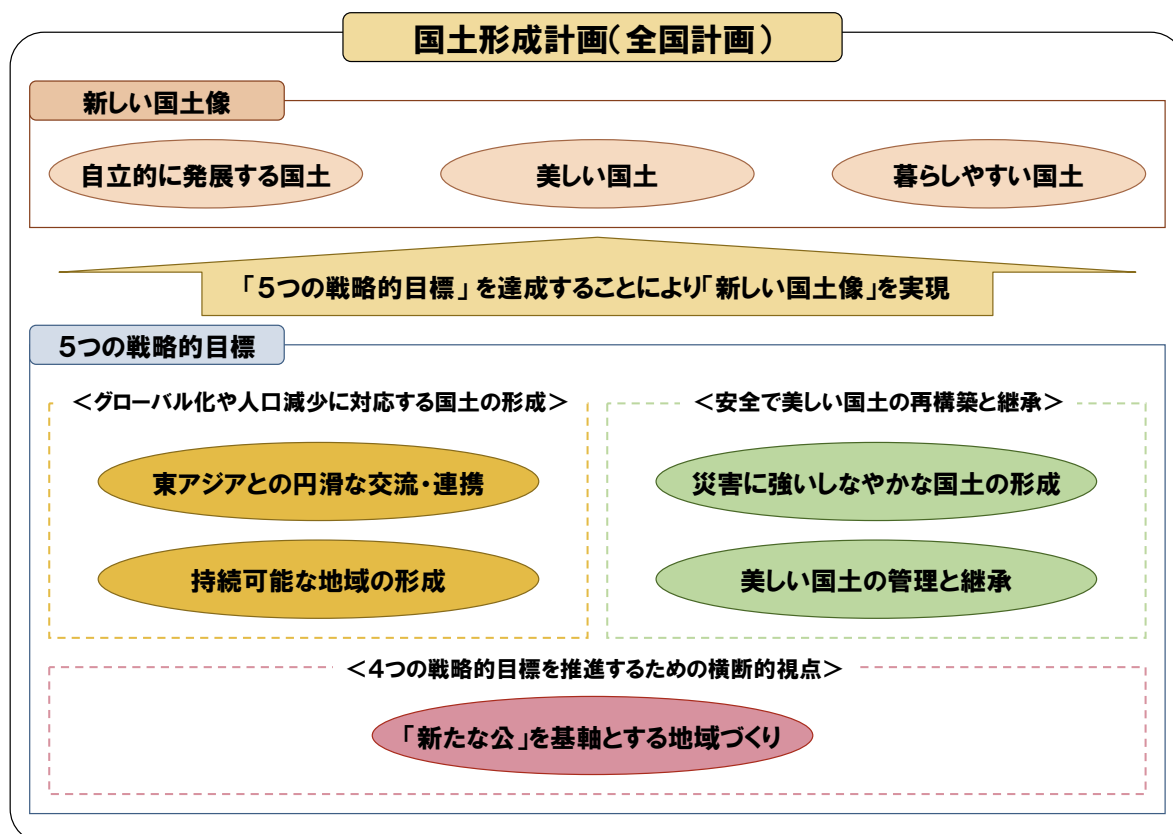 国土形成計画(全国計画)
新しい国土像
自立的に発展する国土
美しい国土
暮らしやすい国土
「5つの戦略的目標」を達成することにより「新しい国土像」を実現
5つの戦略的目標
<グローバル化や人口減少に対応する国土の形成>
<安全で美しい国土の再構築と継承>
東アジアとの円滑な交流・連携
災害に強いしなやかな国土の形成
持続可能な地域の形成
美しい国土の管理と継承
<4つの戦略的目標を推進するための横断的視点>
「新たな公」を基軸とする地域づくり